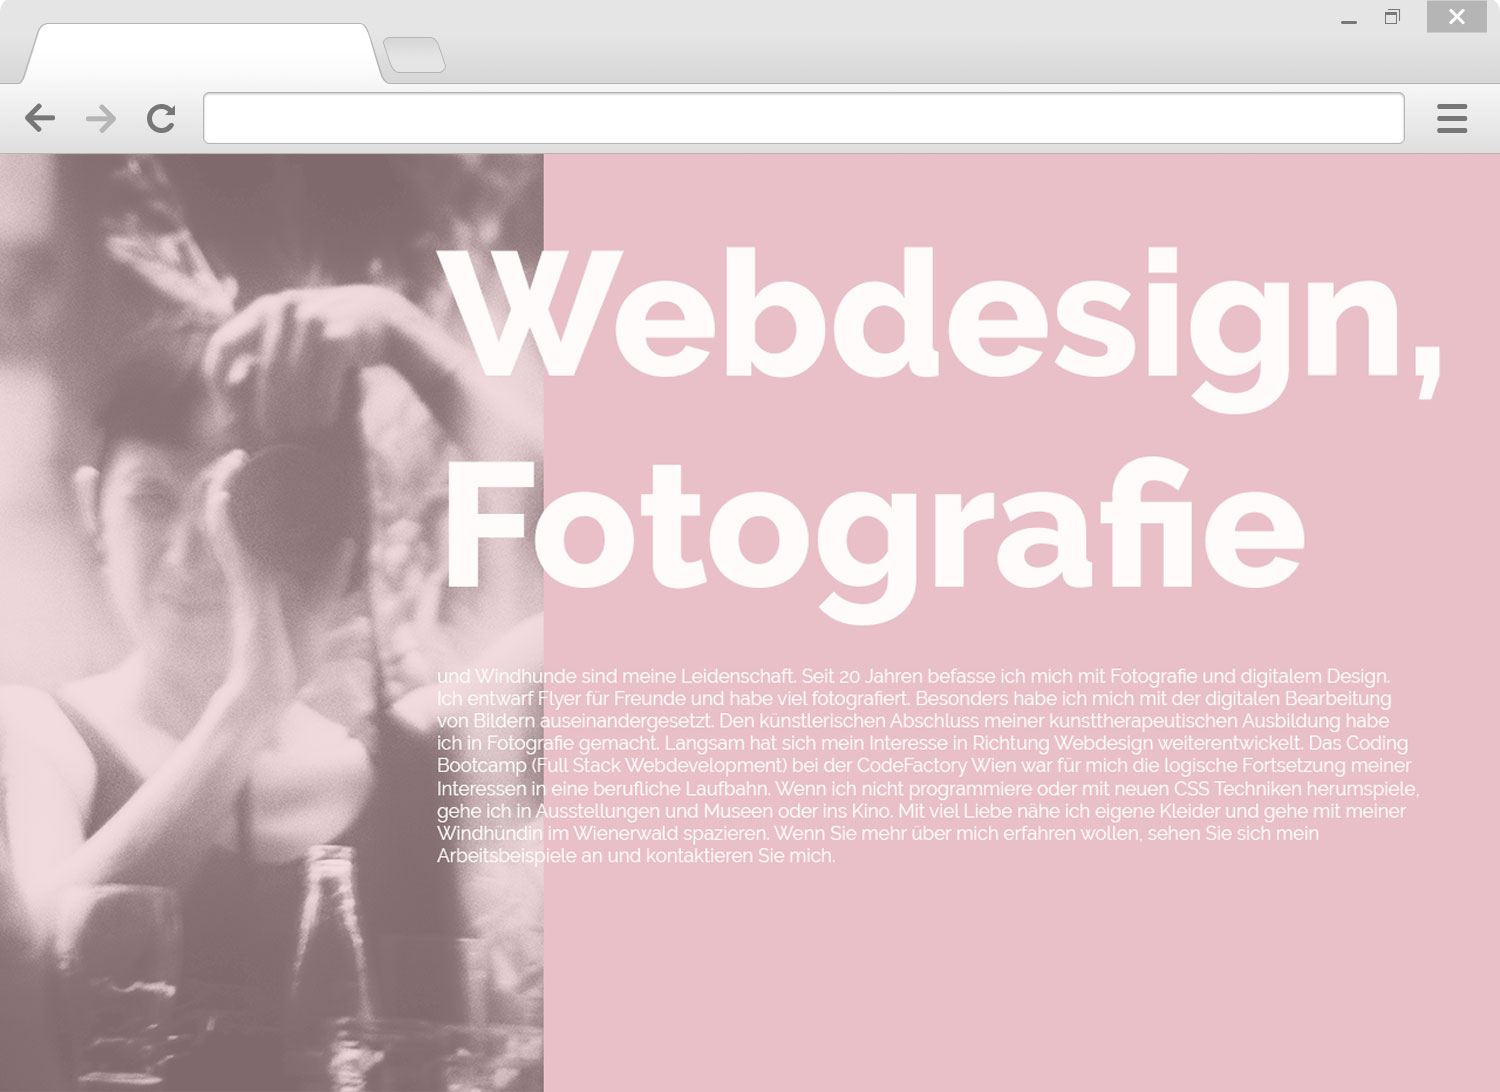 Webdesign,
Fotografie
und Windhunde sind meine Leidenschaft. Seit 20 Jahren befasse ich mich mit Fotografie und digitalem Design.
Ich entwarf Flyer für Freunde und habe viel fotografiert. Besonders habe ich mich mit der digitalen Bearbeitung
von Bildern auseinandergesetzt. Den künstlerischen Abschluss meiner kunsttherapeutischen Ausbildung habe
ich in Fotografie gemacht. Langsam hat sich mein Interesse in Richtung Webdesign weiterentwickelt. Das Coding
Bootcamp (Full Stack Webdevelopment) bei der CodeFactory Wien war für mich die logische Fortsetzung meiner
Interessen in eine berufliche Laufbahn. Wenn ich nicht programmiere oder mit neuen CSS Techniken herumspiele,
gehe ich in Ausstellungen und Museen oder ins Kino. Mit viel Liebe nähe ich eigene Kleider und gehe mit meiner
Windhündin im Wienerwald spazieren. Wenn Sie mehr über mich erfahren wollen, sehen Sie sich mein
Arbeitsbeispiele an und kontaktieren Sie mich.